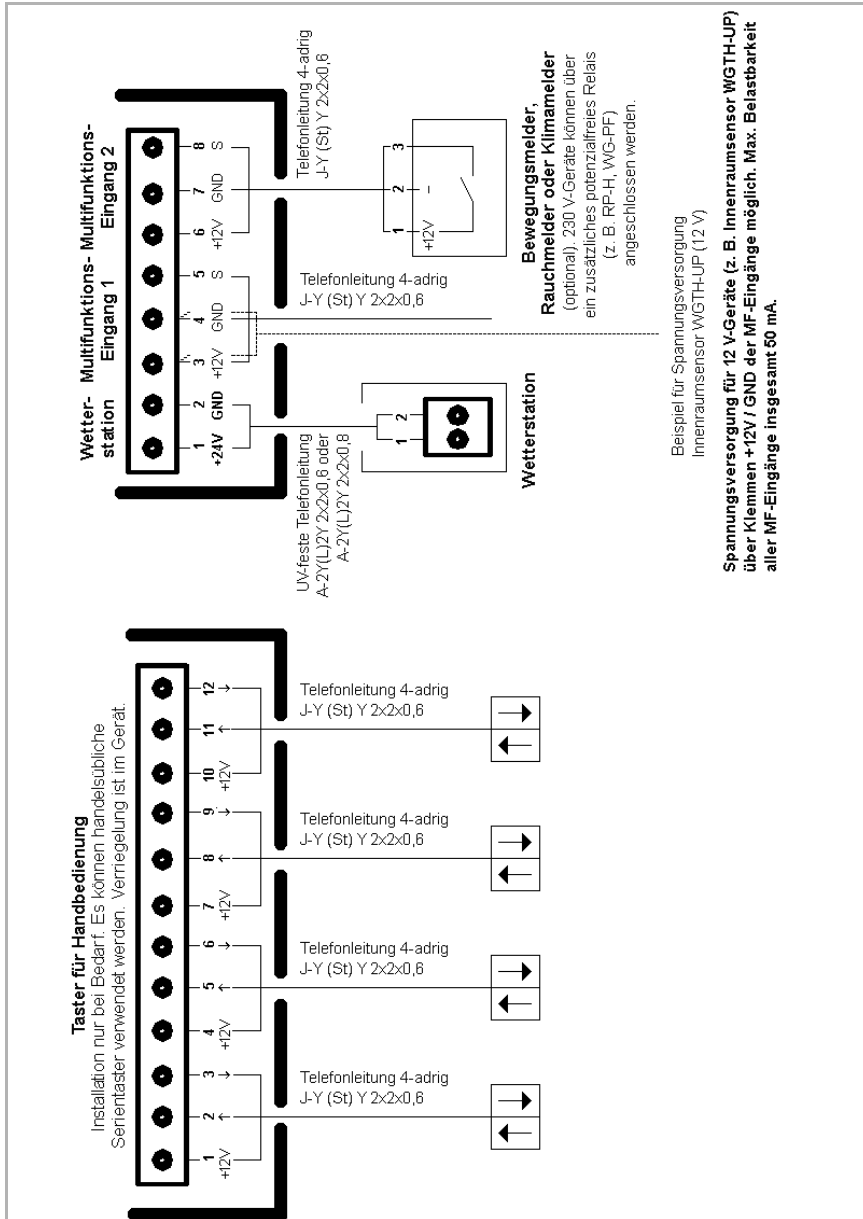 Taster für Handbedienung
Installation nur bei Bedarf. Es können handelsübliche
Serientaster verwendet werden. Verriegelung ist im Gerät.
1 2 3 4 5 6 7 8 9 10 11 12
+12V ← → +12V ← → +12V ← → +12V ← →
Telefonleitung 4-adrig
J-Y (St) Y 2x2x0,6
Telefonleitung 4-adrig
J-Y (St) Y 2x2x0,6
Telefonleitung 4-adrig
J-Y (St) Y 2x2x0,6
Telefonleitung 4-adrig
J-Y (St) Y 2x2x0,6
Wetter-
station
Multifunktions-
Eingang 1
Multifunktions-
Eingang 2
1 2 3 4 5 6 7 8
+24V GND +12V GND S +12V GND S
UV-feste Telefonleitung
A-2Y(L)2Y 2x2x0,6 oder
A-2Y(L)2Y 2x2x0,8
Telefonleitung 4-adrig
J-Y (St) Y 2x2x0,6
Telefonleitung 4-adrig
J-Y (St) Y 2x2x0,6
1 2
Wetterstation
1 2 3
+12V –
Bewegungsmelder,
Rauchmelder oder Klimamelder
(optional). 230 V-Geräte können über
ein zusätzliches potenzialfreies Relais
(z. B. RP-H, WG-PF)
angeschlossen werden.
Beispiel für Spannungsversorgung
Innenraumsensor WGTH-UP (12 V)
Spannungsversorgung für 12 V-Geräte (z. B. Innenraumsensor WGTH-UP)
über Klemmen +12V / GND der MF-Eingänge möglich. Max. Belastbarkeit
aller MF-Eingänge insgesamt 50 mA.